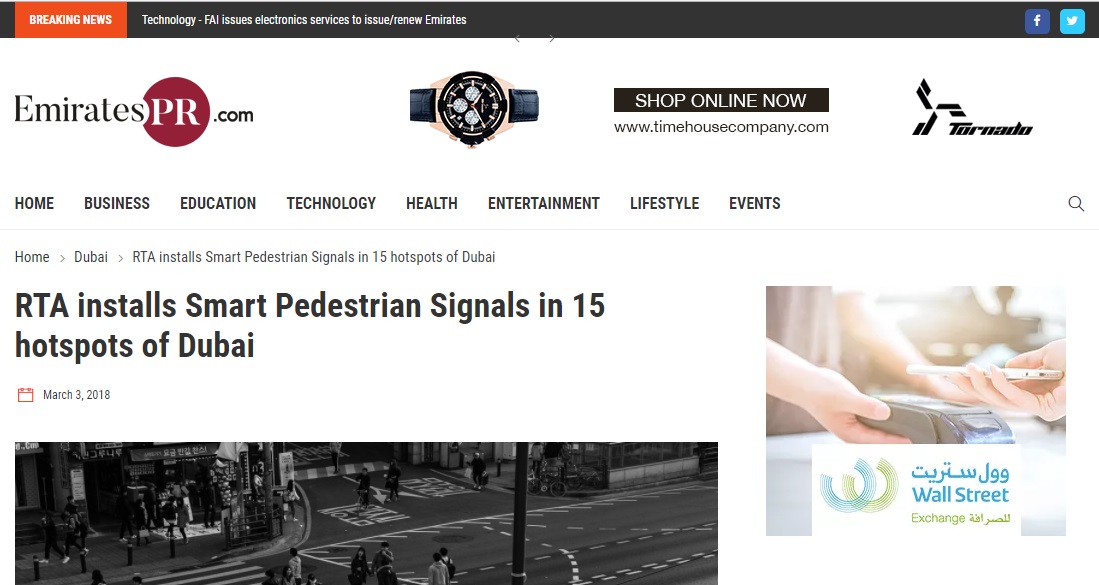 BREAKING NEWS
Technology - FAI issues electronics services to issue/renew Emirates
EmiratesPR.com
SHOP ONLINE NOW
www.timehousecompany.com
Tornado
HOME BUSINESS EDUCATION TECHNOLOGY HEALTH ENTERTAINMENT LIFESTYLE EVENTS
Home > Dubai > RTA installs Smart Pedestrian Signals in 15 hotspots of Dubai
RTA installs Smart Pedestrian Signals in 15
hotspots of Dubai
March 3, 2018
وول ستريت
Wall Street
Exchange للصرافة